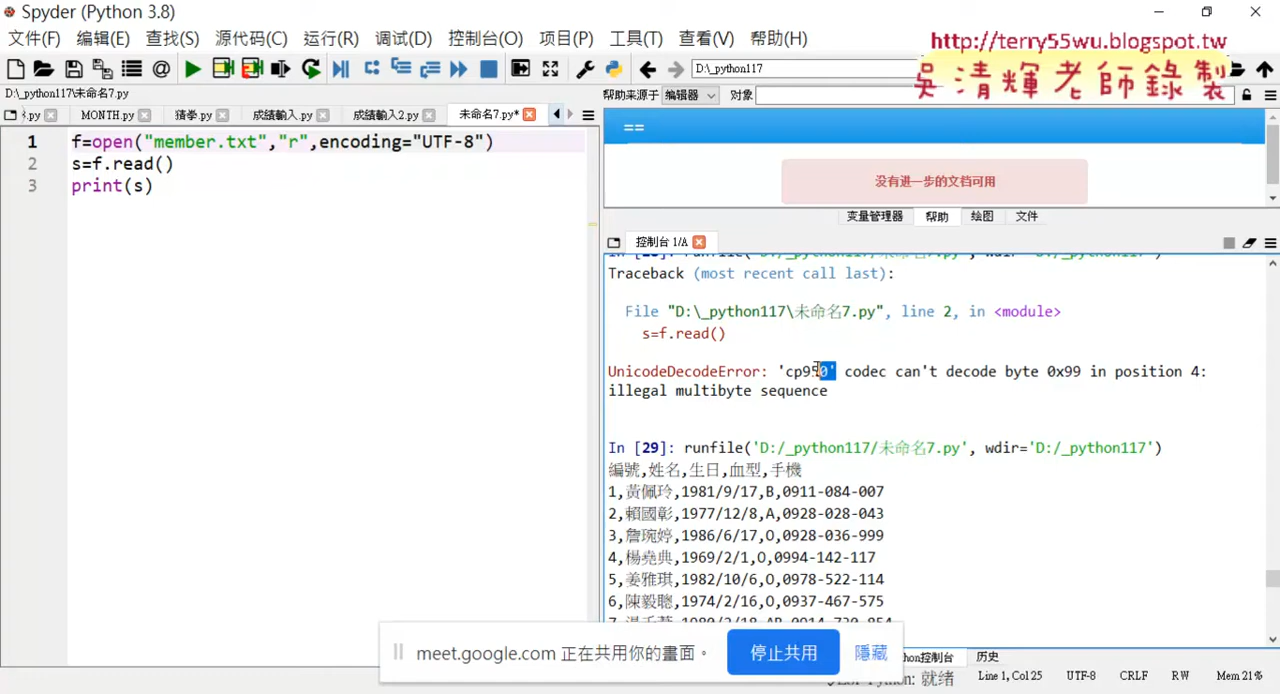 Spyder (Python 3.8)
文件(F) 编辑(E) 查找(S) 源代码(C) 运行(R) 调试(D) 控制台(O) 项目(P) 工具(T) 查看(V) 帮助(H)
http://terry55wu.blogspot.tw
吳清輝老師錄製
D:\_python117
D:\_python117\未命名7.py
.py MONTH.py 猜拳.py 成績輸入.py 成績輸入2.py 未命名7.py*
帮助来源于 编辑器 对象
1 f=open("member.txt","r",encoding="UTF-8")
2 s=f.read()
3 print(s)
==
没有進一步的文档可用
变量管理器 帮助 绘图 文件
控制台 1/A
Traceback (most recent call last):
File "D:\_python117\未命名7.py", line 2, in <module>
s=f.read()
UnicodeDecodeError: 'cp950' codec can't decode byte 0x99 in position 4:
illegal multibyte sequence
In [29]: runfile('D:/_python117/未命名7.py', wdir='D:/_python117')
編號,姓名,生日,血型,手機
1,黃佩玲,1981/9/17,B,0911-084-007
2,賴國彰,1977/12/8,A,0928-028-043
3,詹琬婷,1986/6/17,O,0928-036-999
4,楊堯典,1969/2/1,O,0994-142-117
5,姜雅琪,1982/10/6,O,0978-522-114
6,陳毅聰,1974/2/16,O,0937-467-575
meet.google.com 正在共用你的畫面。 停止共用 隱藏
hon控制台 历史
Python: 就绪 Line 1, Col 25 UTF-8 CRLF RW Mem 21%